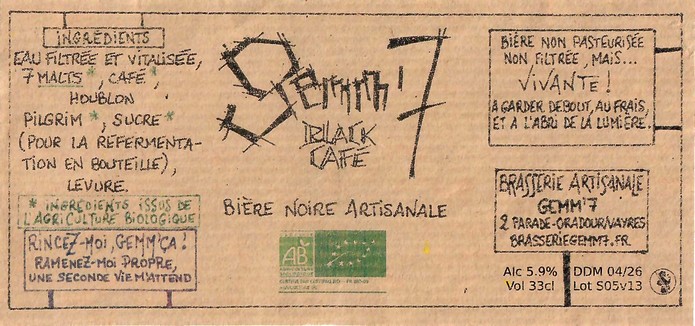 INGRÉDIENTS
EAU FILTRÉE ET VITALISÉE,
7 MALTS*, CAFÉ*,
HOUBLON
PILGRIM*, SUCRE*
(POUR LA REFERMENTA-
TION EN BOUTEILLE),
LEVURE.
* INGRÉDIENTS ISSUS DE
L'AGRICULTURE BIOLOGIQUE
RINCEZ-MOI, GEMM'ÇA!
RAMENEZ-MOI PROPRE,
UNE SECONDE VIE M'ATTEND
GEMM'7
BLACK
CAFÉ
BIÈRE NOIRE ARTISANALE
AB
AGRICULTURE
BIOLOGIQUE
BIÈRE NON PASTEURISÉE
NON FILTRÉE, MAIS...
VIVANTE!
A GARDER DEBOUT, AU FRAIS,
ET A L'ABRI DE LA LUMIÈRE.
BRASSERIE ARTISANALE
GEMM'7
2 PARADE-ORADOUR/VAYRES
BRASSERIEGEMM7.FR
Alc 5.9% DDM 04/26
Vol 33cl Lot S05v13